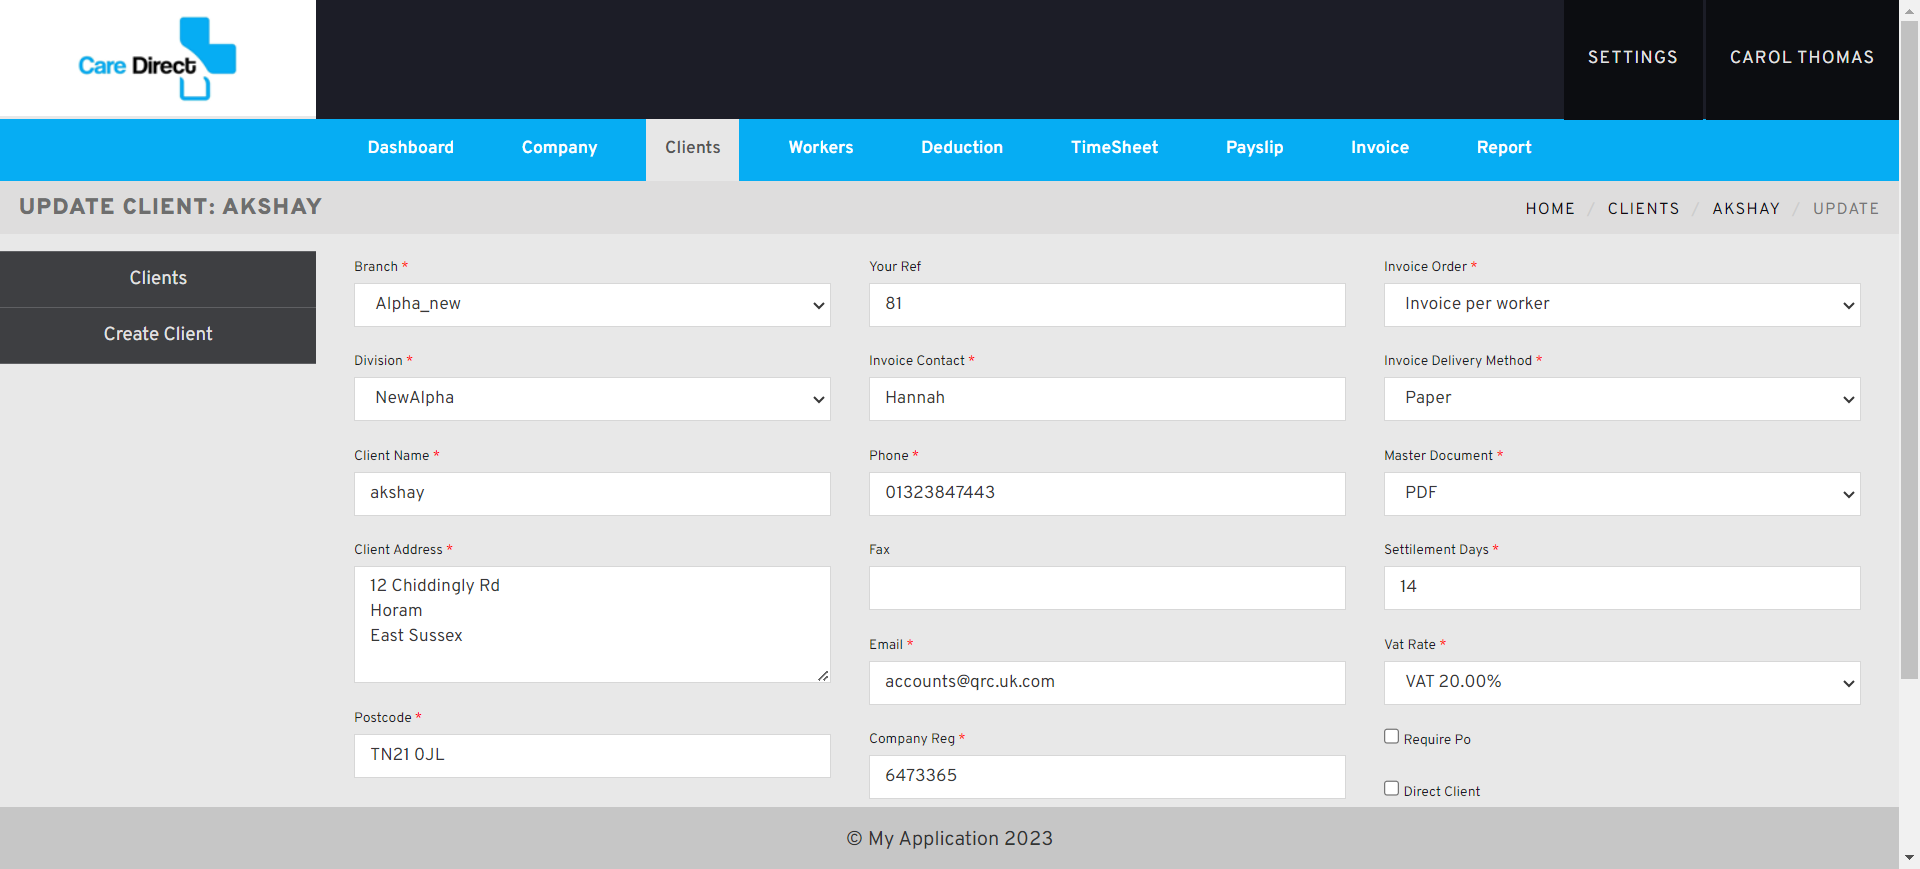 Care Direct
SETTINGS
CAROL THOMAS
Dashboard
Company
Clients
Workers
Deduction
TimeSheet
Payslip
Invoice
Report
UPDATE CLIENT: AKSHAY
HOME / CLIENTS / AKSHAY / UPDATE
Clients
Create Client
Branch *
Alpha_new
Division *
NewAlpha
Client Name *
akshay
Client Address *
12 Chiddingly Rd
Horam
East Sussex
Postcode *
TN21 0JL
Your Ref
81
Invoice Contact *
Hannah
Phone *
01323847443
Fax
Email *
accounts@qrc.uk.com
Company Reg *
6473365
Invoice Order *
Invoice per worker
Invoice Delivery Method *
Paper
Master Document *
PDF
Settilement Days *
14
Vat Rate *
VAT 20.00%
Require Po
Direct Client
© My Application 2023